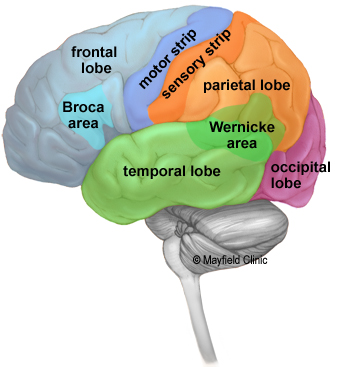 frontal
lobe
motor strip
sensory strip
parietal lobe
Broca
area
Wernicke
area
temporal lobe
occipital
lobe
© Mayfield Clinic